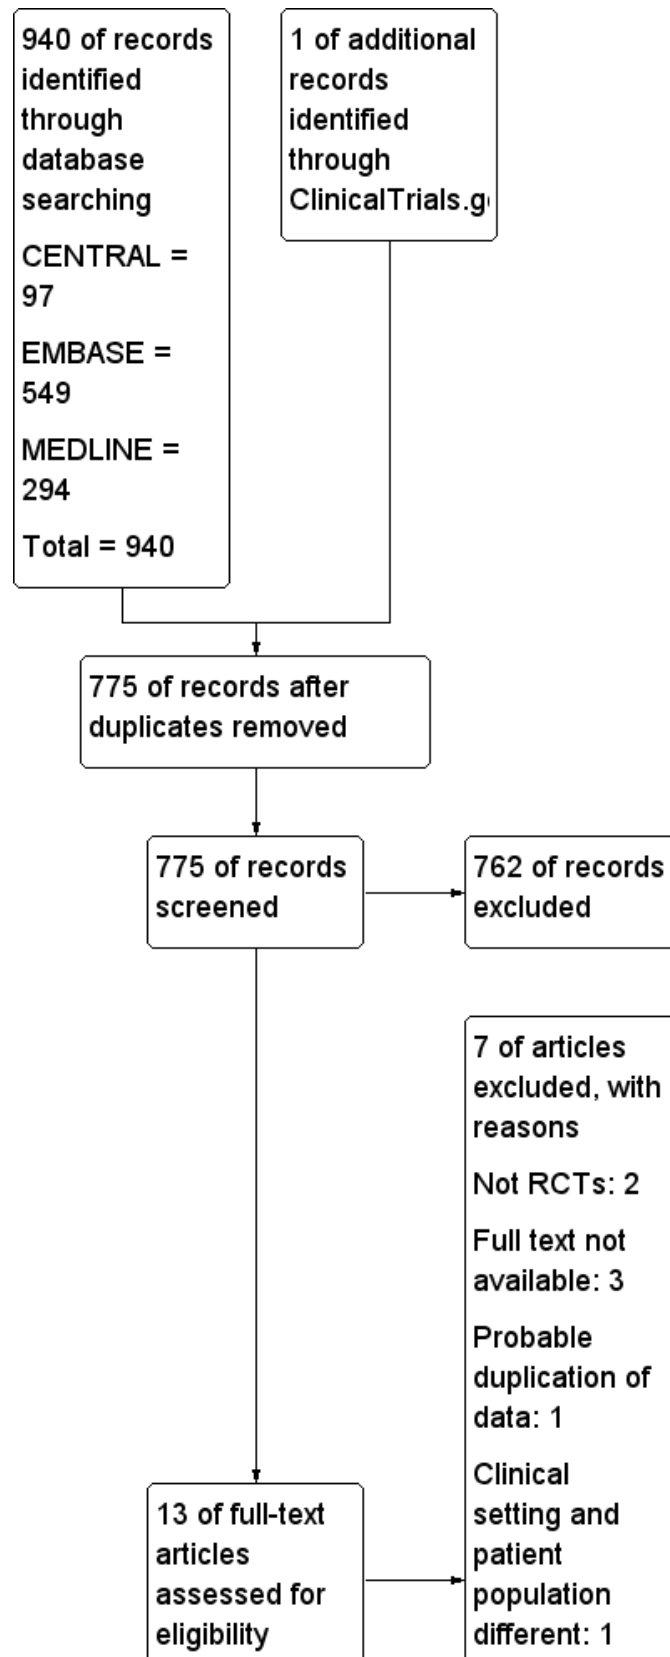 940 of records
identified
through
database
searching
CENTRAL =
97
EMBASE =
549
MEDLINE =
294
Total = 940
1 of additional
records
identified
through
ClinicalTrials.g
775 of records after
duplicates removed
775 of records
screened
762 of records
excluded
7 of articles
excluded, with
reasons
Not RCTs: 2
Full text not
available: 3
Probable
duplication of
data: 1
Clinical
setting and
patient
population
different: 1
13 of full-text
articles
assessed for
eligibility